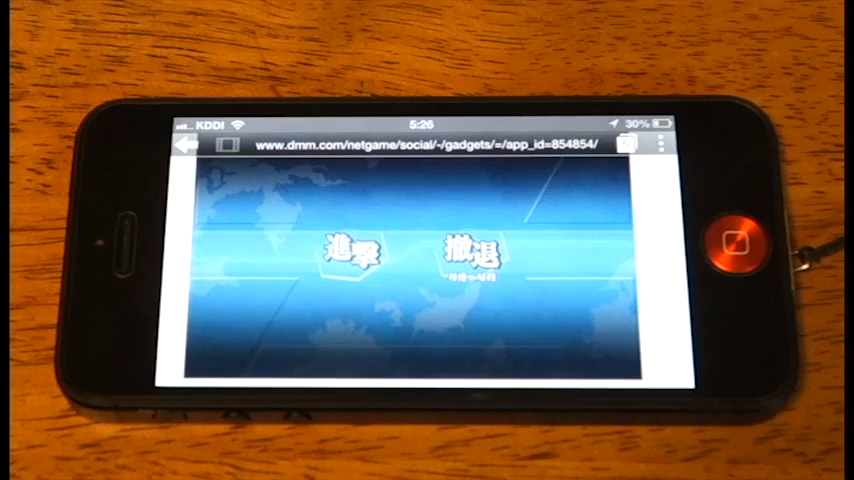 KDDI
5:26
30%
www.dmm.com/netgame/social/-/gadgets/=/app_id=854854/
進撃
撤退